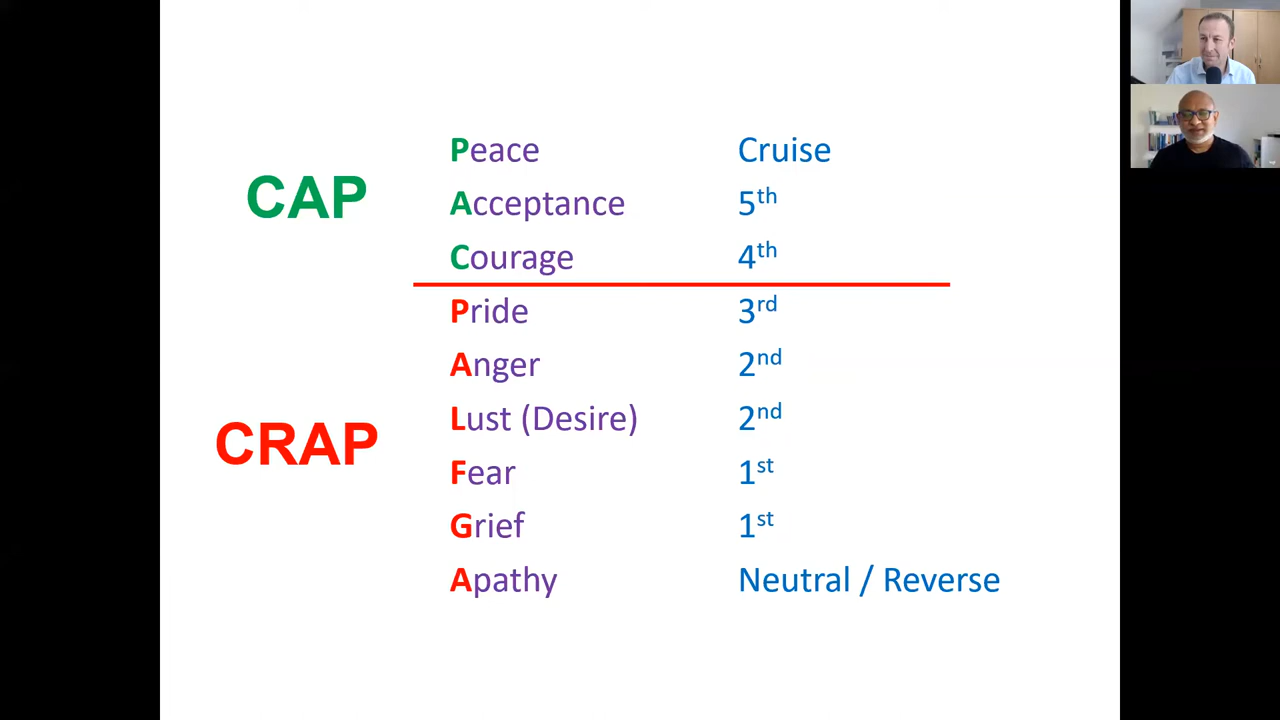 CAP
Peace Cruise
Acceptance 5th
Courage 4th
Pride 3rd
Anger 2nd
CRAP
Lust (Desire) 2nd
Fear 1st
Grief 1st
Apathy Neutral / Reverse